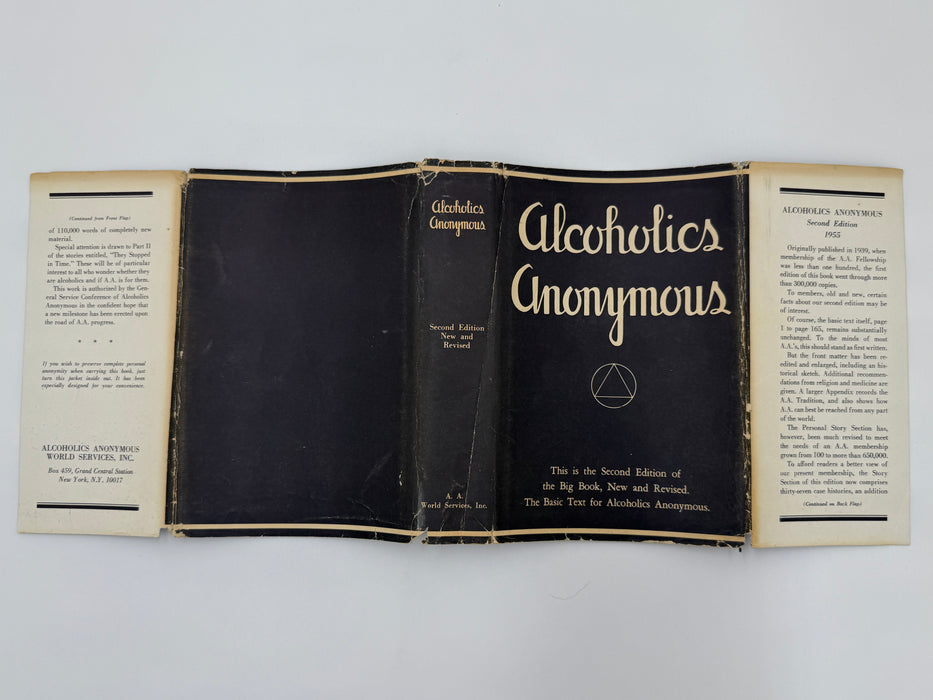 (Continued from Front Flap)
of 110,000 words of completely new
material.
Special attention is drawn to Part II
of the stories entitled, "They Stopped
in Time." These will be of particular
interest to all who wonder whether they
are alcoholics and if A.A. is for them.
This work is authorized by the Gen-
eral Service Conference of Alcoholics
Anonymous in the confident hope that
a new milestone has been erected upon
the road of A.A. progress.
* * *
If you wish to preserve complete personal
anonymity when carrying this book, just
turn this jacket inside out. It has been
especially designed for your convenience.
ALCOHOLICS ANONYMOUS
WORLD SERVICES, INC.
Box 459, Grand Central Station
New York, N.Y. 10017
Alcoholics
Anonymous
Second Edition
New and
Revised
A. A.
World Services, Inc.
Alcoholics
Anonymous
This is the Second Edition of
the Big Book, New and Revised.
The Basic Text for Alcoholics Anonymous.
ALCOHOLICS ANONYMOUS
Second Edition
1955
Originally published in 1939, when
membership of the A.A. Fellowship
was less than one hundred, the first
edition of this book went through more
than 300,000 copies.
To members, old and new, certain
facts about our second edition may be
of interest.
Of course, the basic text itself, page
1 to page 165, remains substantially
unchanged. To the minds of most
A.A.'s, this should stand as first written.
But the front matter has been re-
edited and enlarged, including an his-
torical sketch. Additional recommen-
dations from religion and medicine are
given. A larger Appendix records the
A.A. Tradition, and also shows how
A.A. can best be reached from any part
of the world.
The Personal Story Section has,
however, been much revised to meet
the needs of an A.A. membership
grown from 100 to more than 650,000.
To afford readers a better view of
our present membership, the Story
Section of this edition now comprises
thirty-seven case histories, an addition
(Continued on Back Flap)